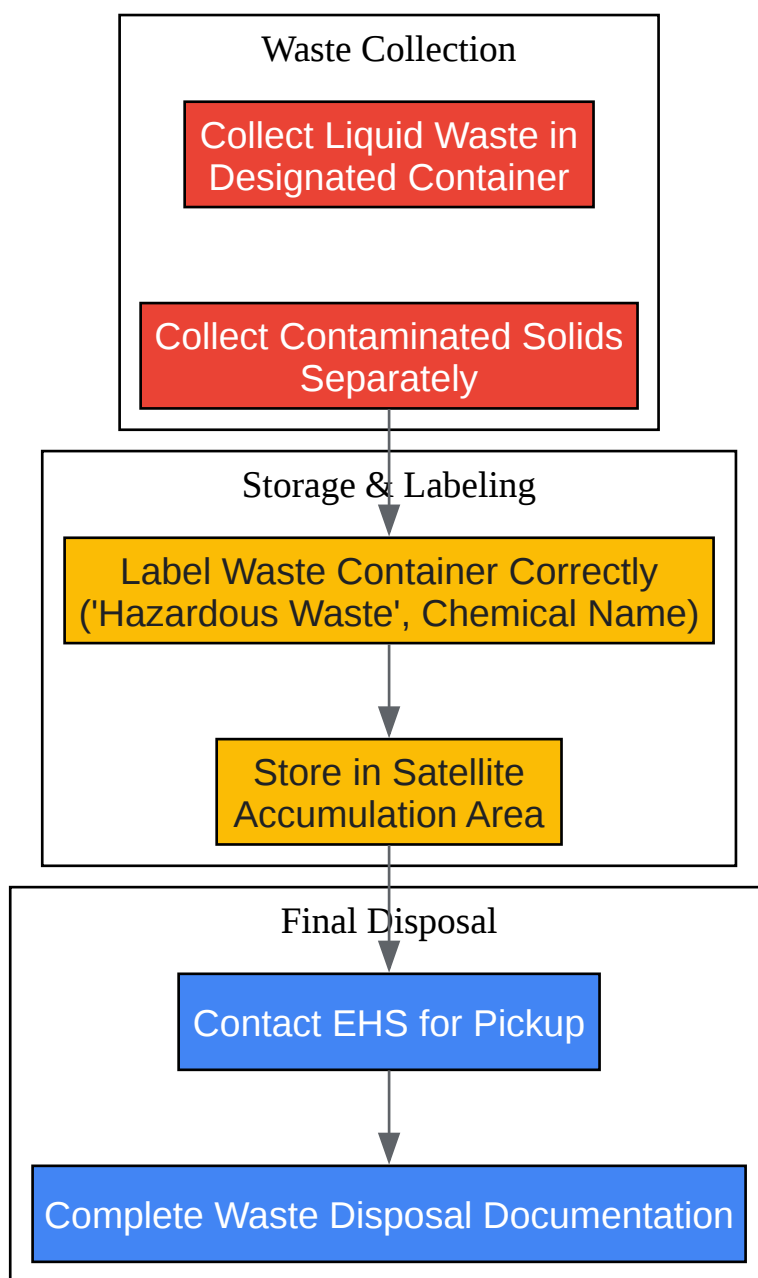 Waste Collection
Collect Liquid Waste in
Designated Container
Collect Contaminated Solids
Separately
Storage & Labeling
Label Waste Container Correctly
('Hazardous Waste', Chemical Name)
Store in Satellite
Accumulation Area
Final Disposal
Contact EHS for Pickup
Complete Waste Disposal Documentation